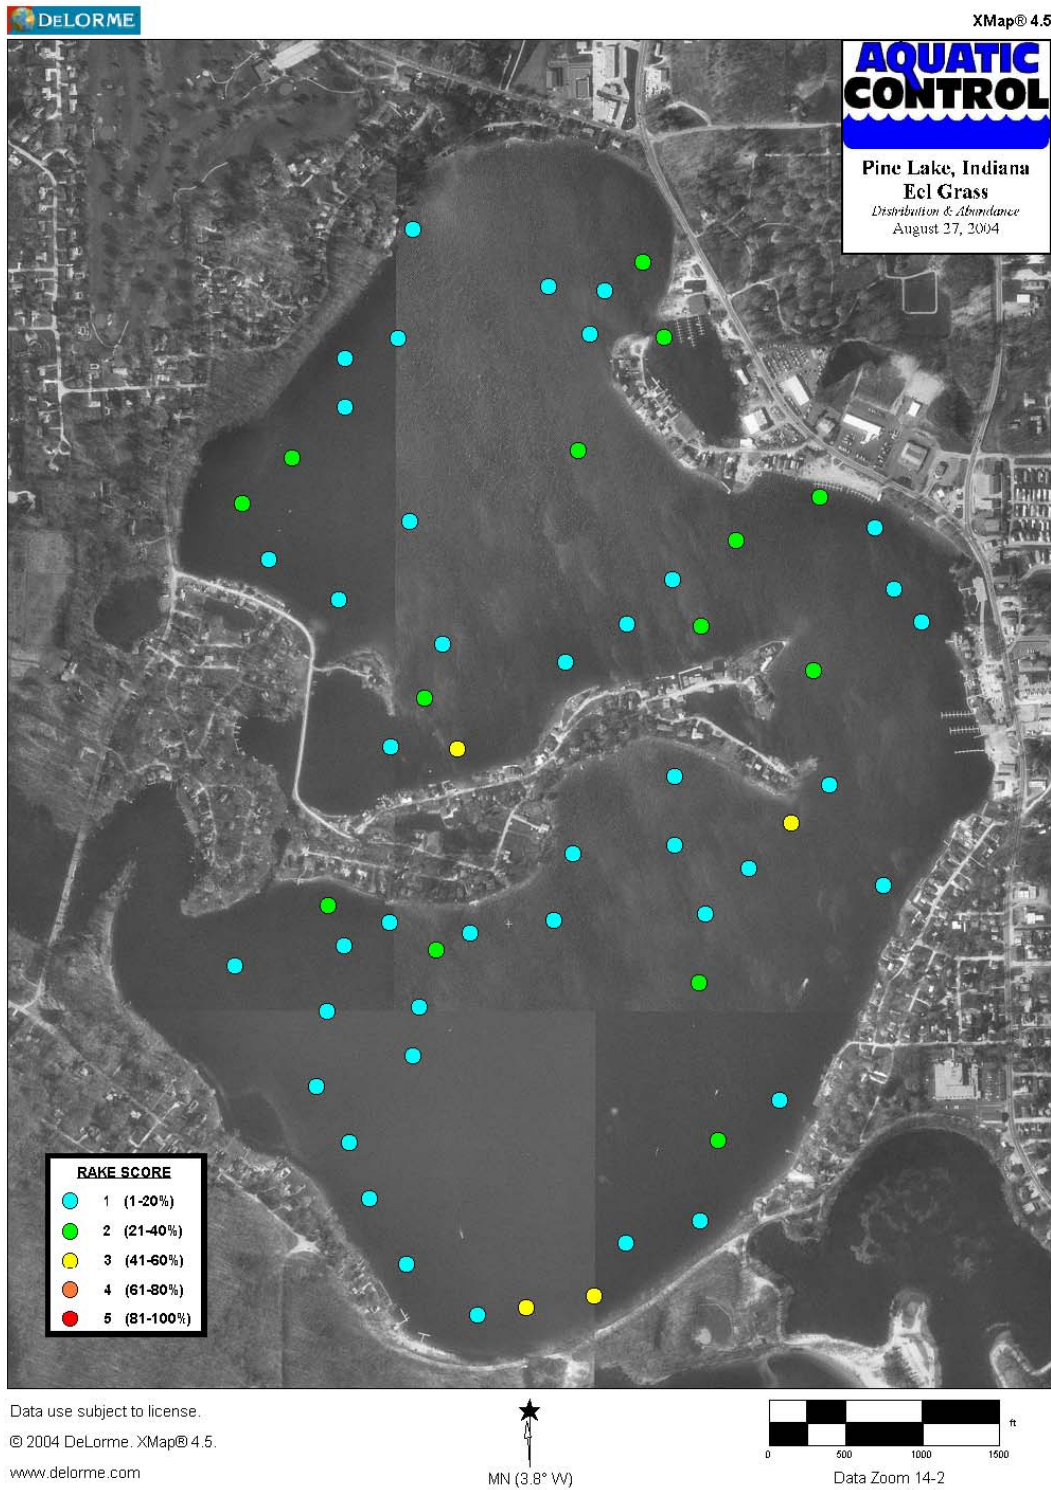 DELORME
XMap® 4.5
AQUATIC
CONTROL
Pine Lake, Indiana
Eel Grass
Distribution & Abundance
August 27, 2004
RAKE SCORE
1 (1-20%)
2 (21-40%)
3 (41-60%)
4 (61-80%)
5 (81-100%)
Data use subject to license.
© 2004 DeLorme. XMap® 4.5.
www.delorme.com
MN (3.8° W)
ft
0 500 1000 1500
Data Zoom 14-2